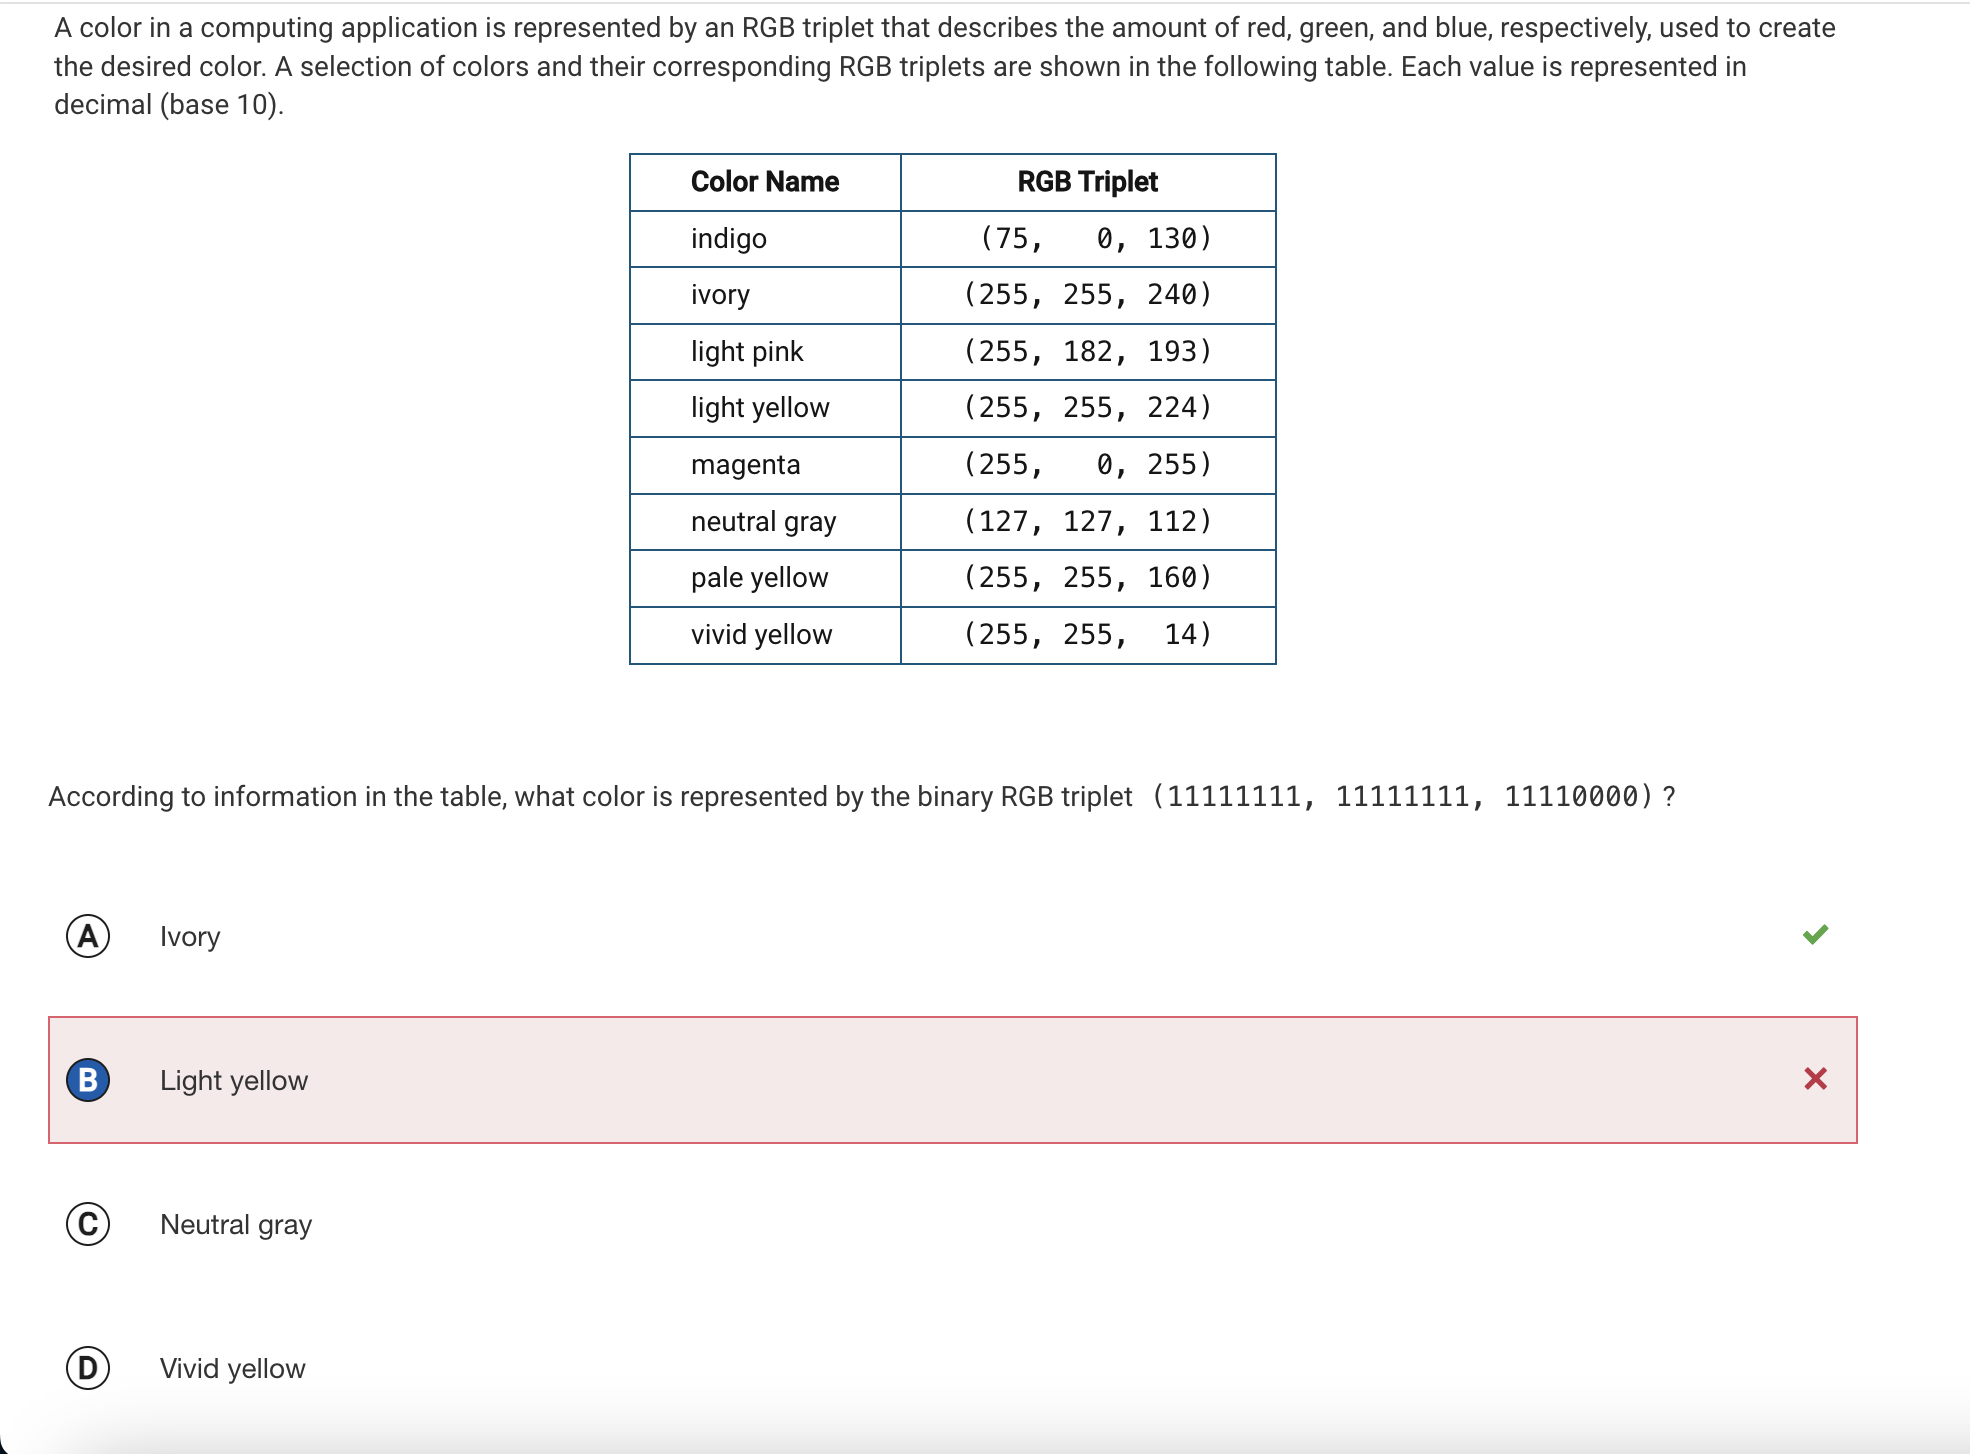 A color in a computing application is represented by an RGB triplet that describes the amount of red, green, and blue, respectively, used to create
the desired color. A selection of colors and their corresponding RGB triplets are shown in the following table. Each value is represented in
decimal (base 10).
Color Name RGB Triplet
indigo (75, 0, 130)
ivory (255, 255, 240)
light pink (255, 182, 193)
light yellow (255, 255, 224)
magenta (255, 0, 255)
neutral gray (127, 127, 112)
pale yellow (255, 255, 160)
vivid yellow (255, 255, 14)
According to information in the table, what color is represented by the binary RGB triplet (11111111, 11111111, 11110000) ?
A Ivory
B Light yellow
C Neutral gray
D Vivid yellow